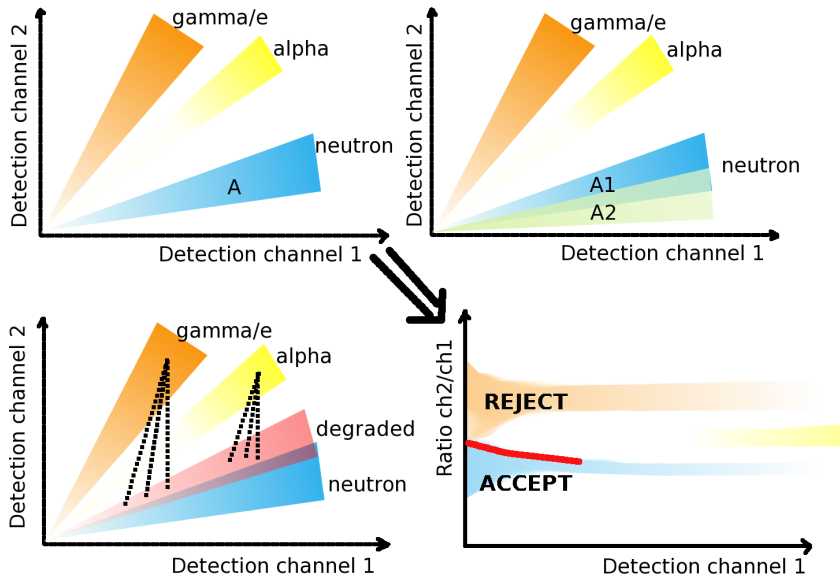 gamma/e
alpha
neutron
A
Detection channel 2
Detection channel 1
gamma/e
alpha
neutron
A1
A2
Detection channel 2
Detection channel 1
gamma/e
alpha
degraded
neutron
Detection channel 2
Detection channel 1
Ratio ch2/ch1
REJECT
ACCEPT
Detection channel 1